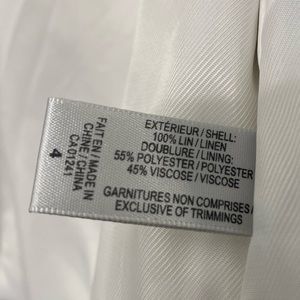 EXTÉRIEUR / SHELL:
100% LIN / LINEN
DOUBLURE / LINING:
55% POLYESTER / POLYESTER
45% VISCOSE / VISCOSE
GARNITURES NON COMPRISES /
EXCLUSIVE OF TRIMMINGS
FAIT EN / MADE IN
CHINE / CHINA
CA01241
4